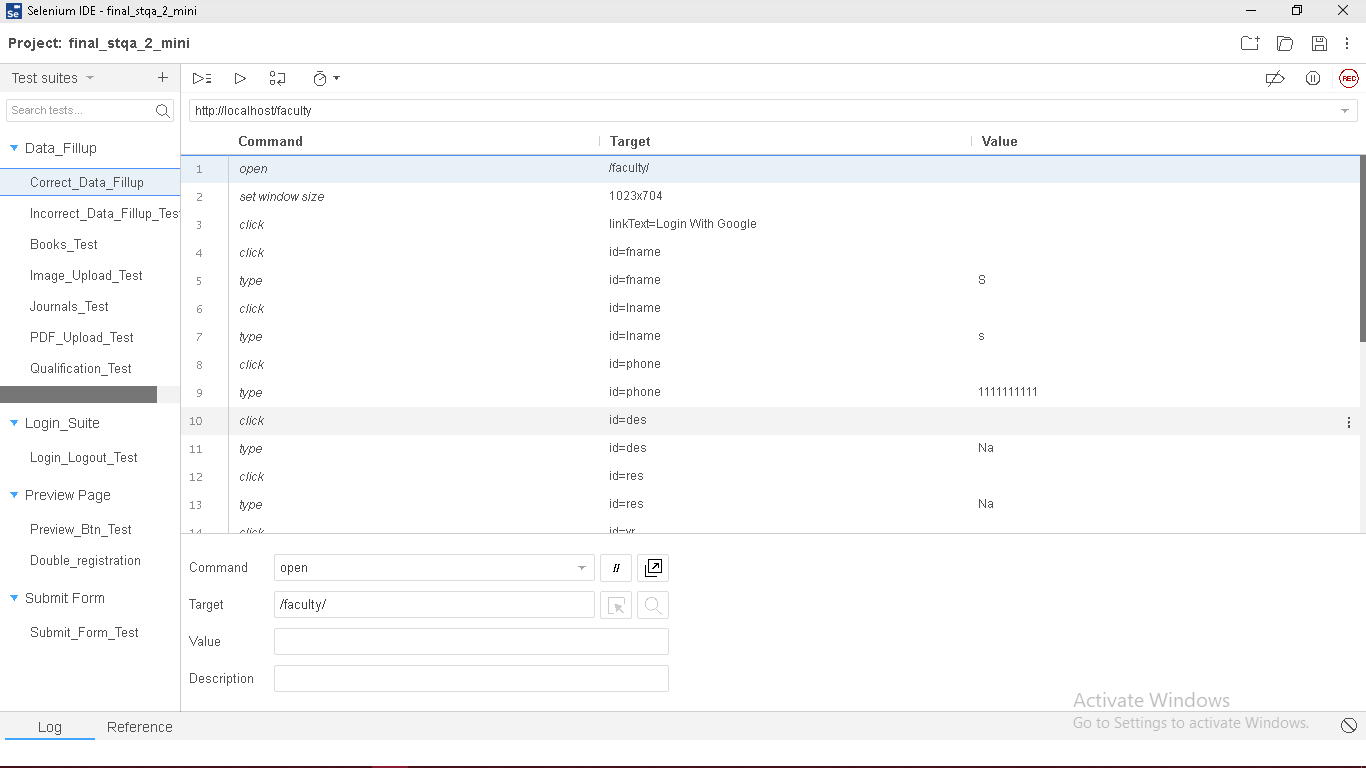 Se Selenium IDE - final_stqa_2_mini
Project: final_stqa_2_mini
Test suites
REC
Search tests...
http://localhost/faculty
Command Target Value
Data_Fillup
Correct_Data_Fillup
Incorrect_Data_Fillup_Test
Books_Test
Image_Upload_Test
Journals_Test
PDF_Upload_Test
Qualification_Test
Login_Suite
Login_Logout_Test
Preview Page
Preview_Btn_Test
Double_registration
Submit Form
Submit_Form_Test
1 open /faculty/
2 set window size 1023x704
3 click linkText=Login With Google
4 click id=fname
5 type id=fname S
6 click id=lname
7 type id=lname s
8 click id=phone
9 type id=phone 1111111111
10 click id=des
11 type id=des Na
12 click id=res
13 type id=res Na
14 click id=yr
Command open //
Target /faculty/
Value
Description
Activate Windows
Go to Settings to activate Windows.
Log Reference